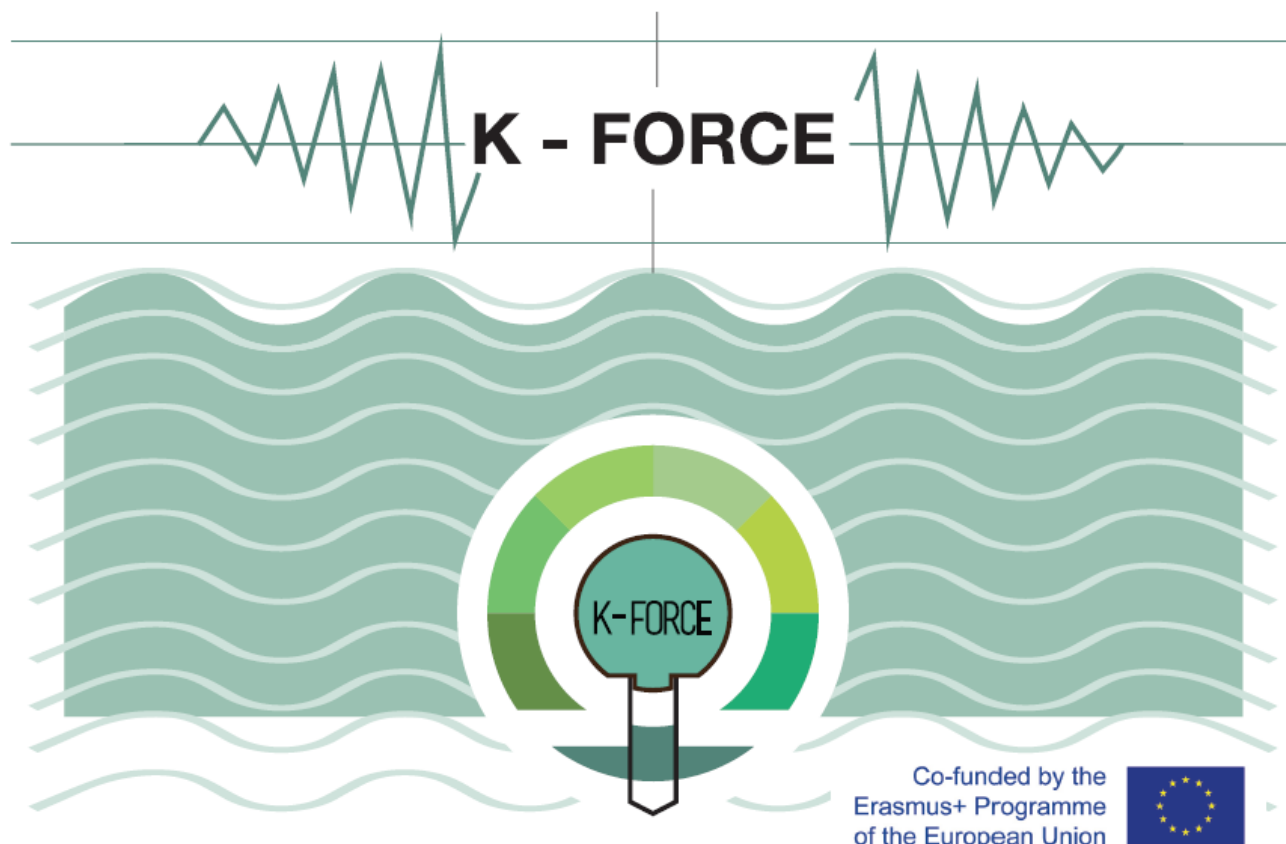 K - FORCE
K-FORCE
Co-funded by the
Erasmus+ Programme
of the European Union